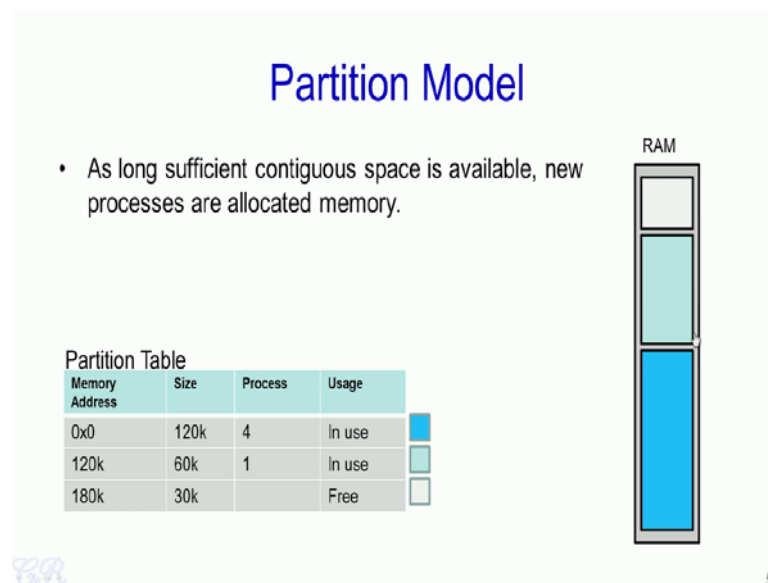 Partition Model
RAM
• As long sufficient contiguous space is available, new
processes are allocated memory.
Partition Table
Memory Address Size Process Usage
0x0 120k 4 In use
120k 60k 1 In use
180k 30k Free